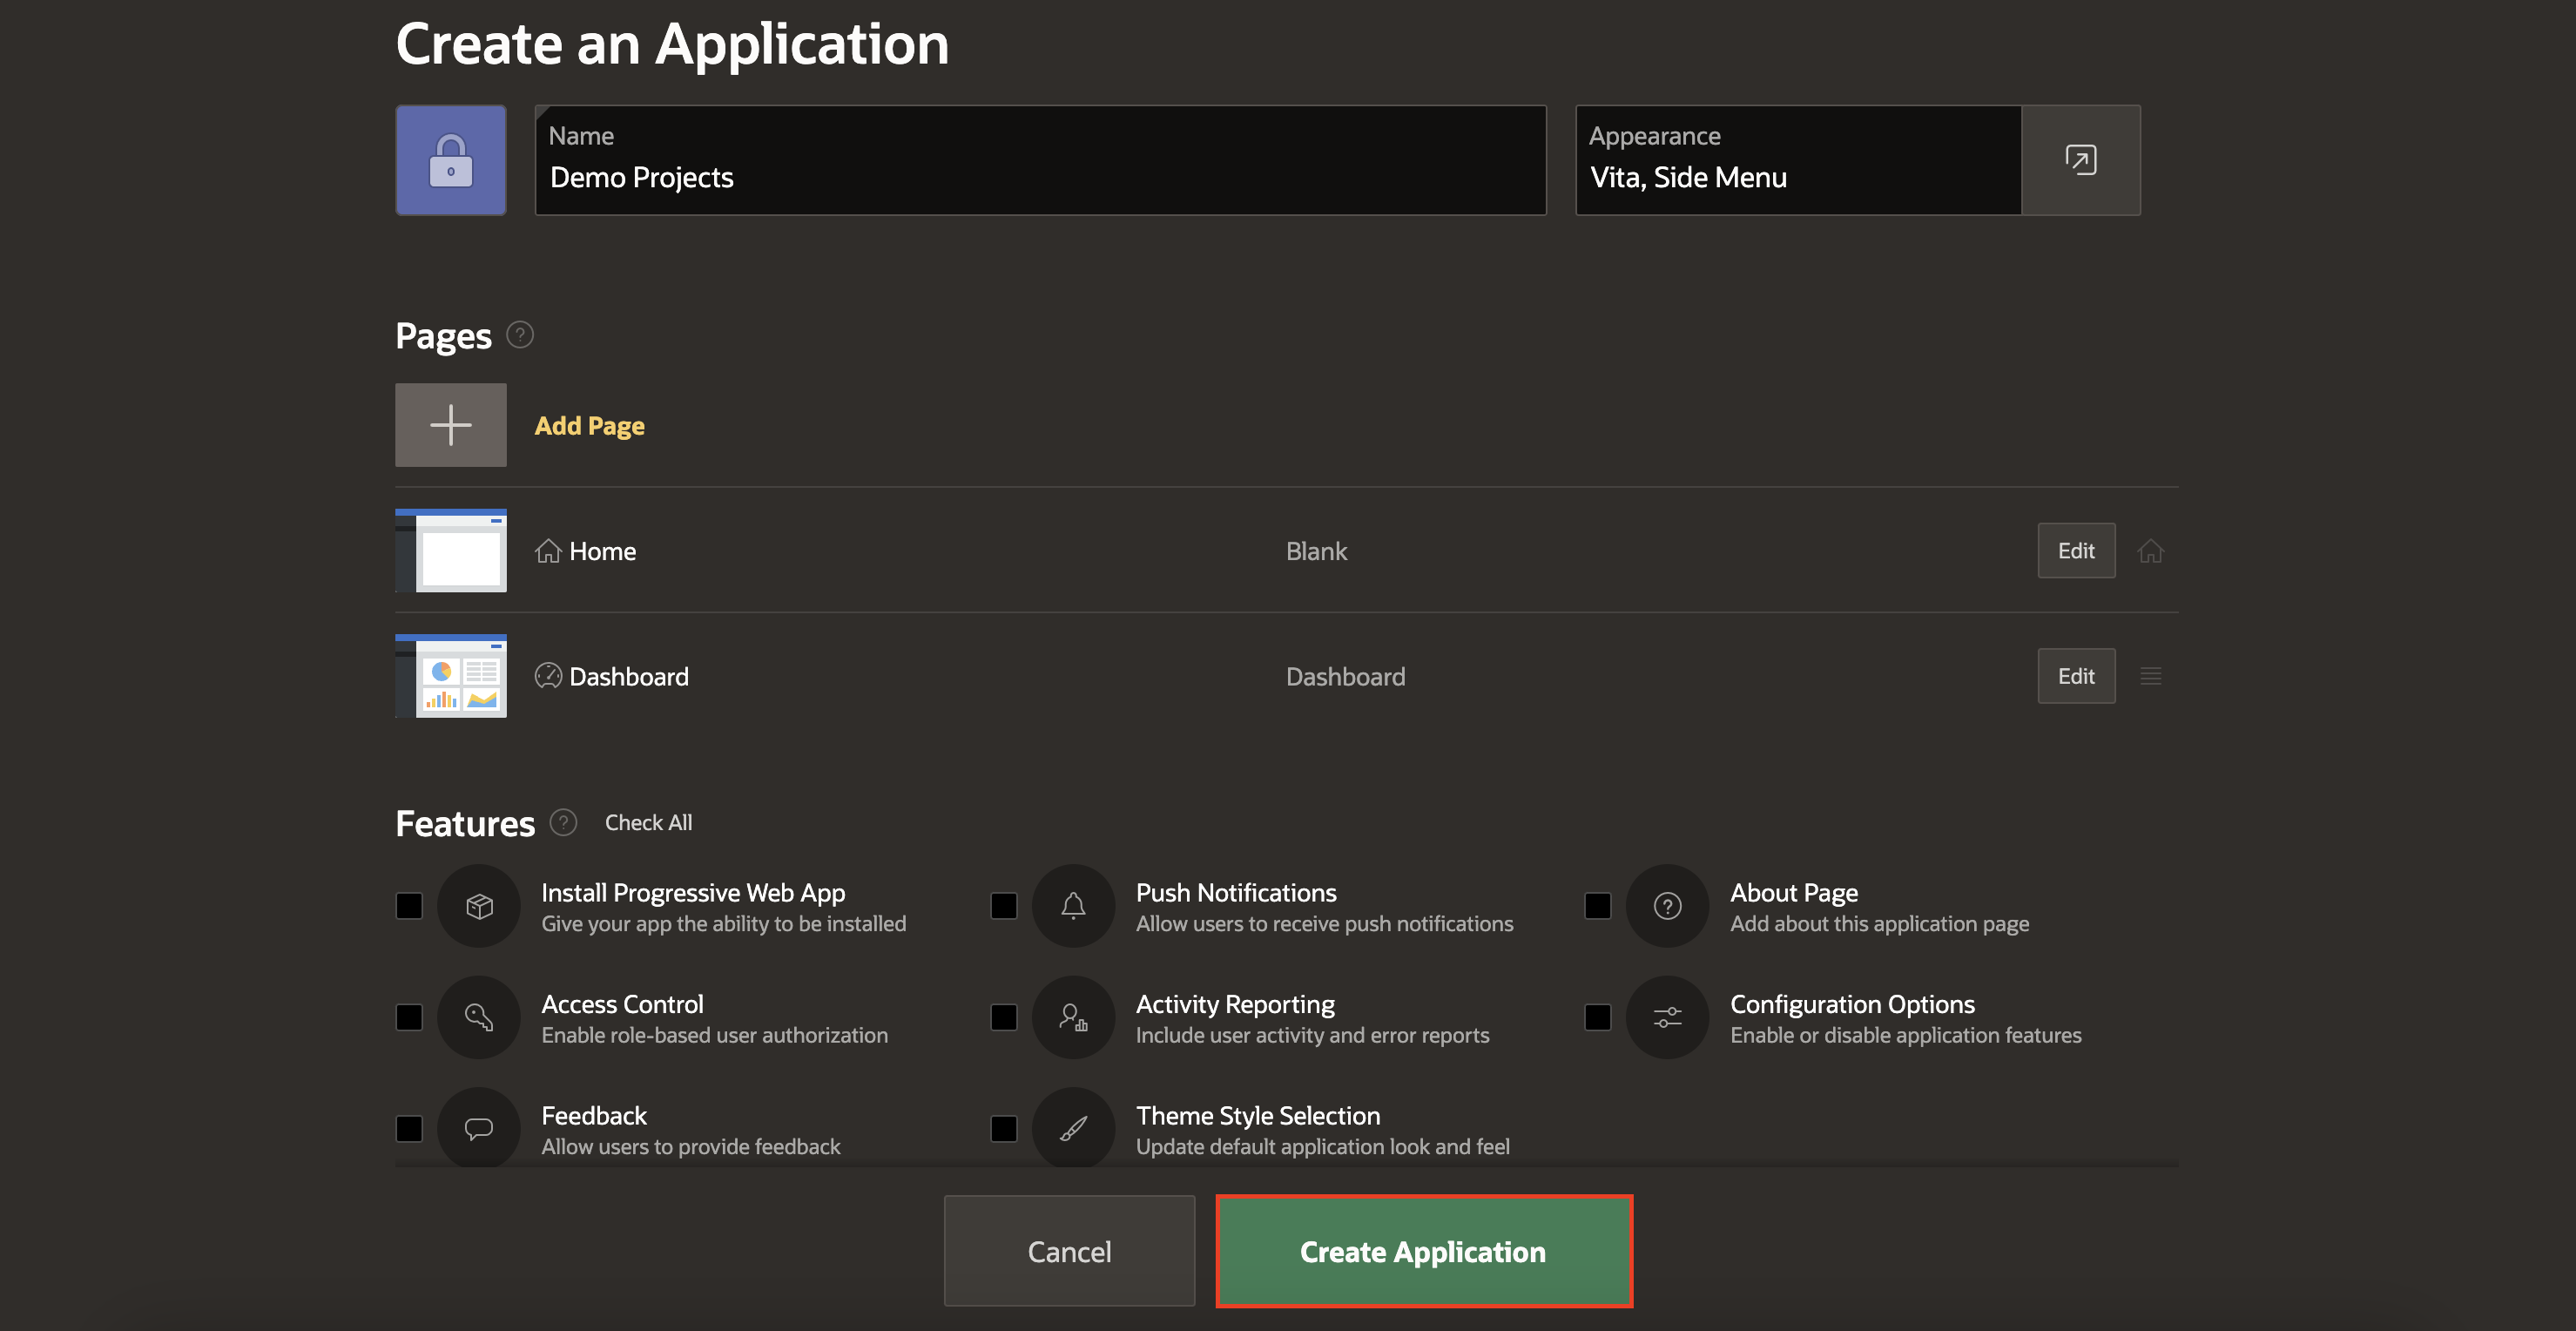 Create an Application
Name
Demo Projects
Appearance
Vita, Side Menu
Pages ?
Add Page
Home Blank Edit
Dashboard Dashboard Edit
Features ? Check All
Install Progressive Web App
Give your app the ability to be installed
Push Notifications
Allow users to receive push notifications
? About Page
Add about this application page
Access Control
Enable role-based user authorization
Activity Reporting
Include user activity and error reports
Configuration Options
Enable or disable application features
Feedback
Allow users to provide feedback
Theme Style Selection
Update default application look and feel
Cancel
Create Application